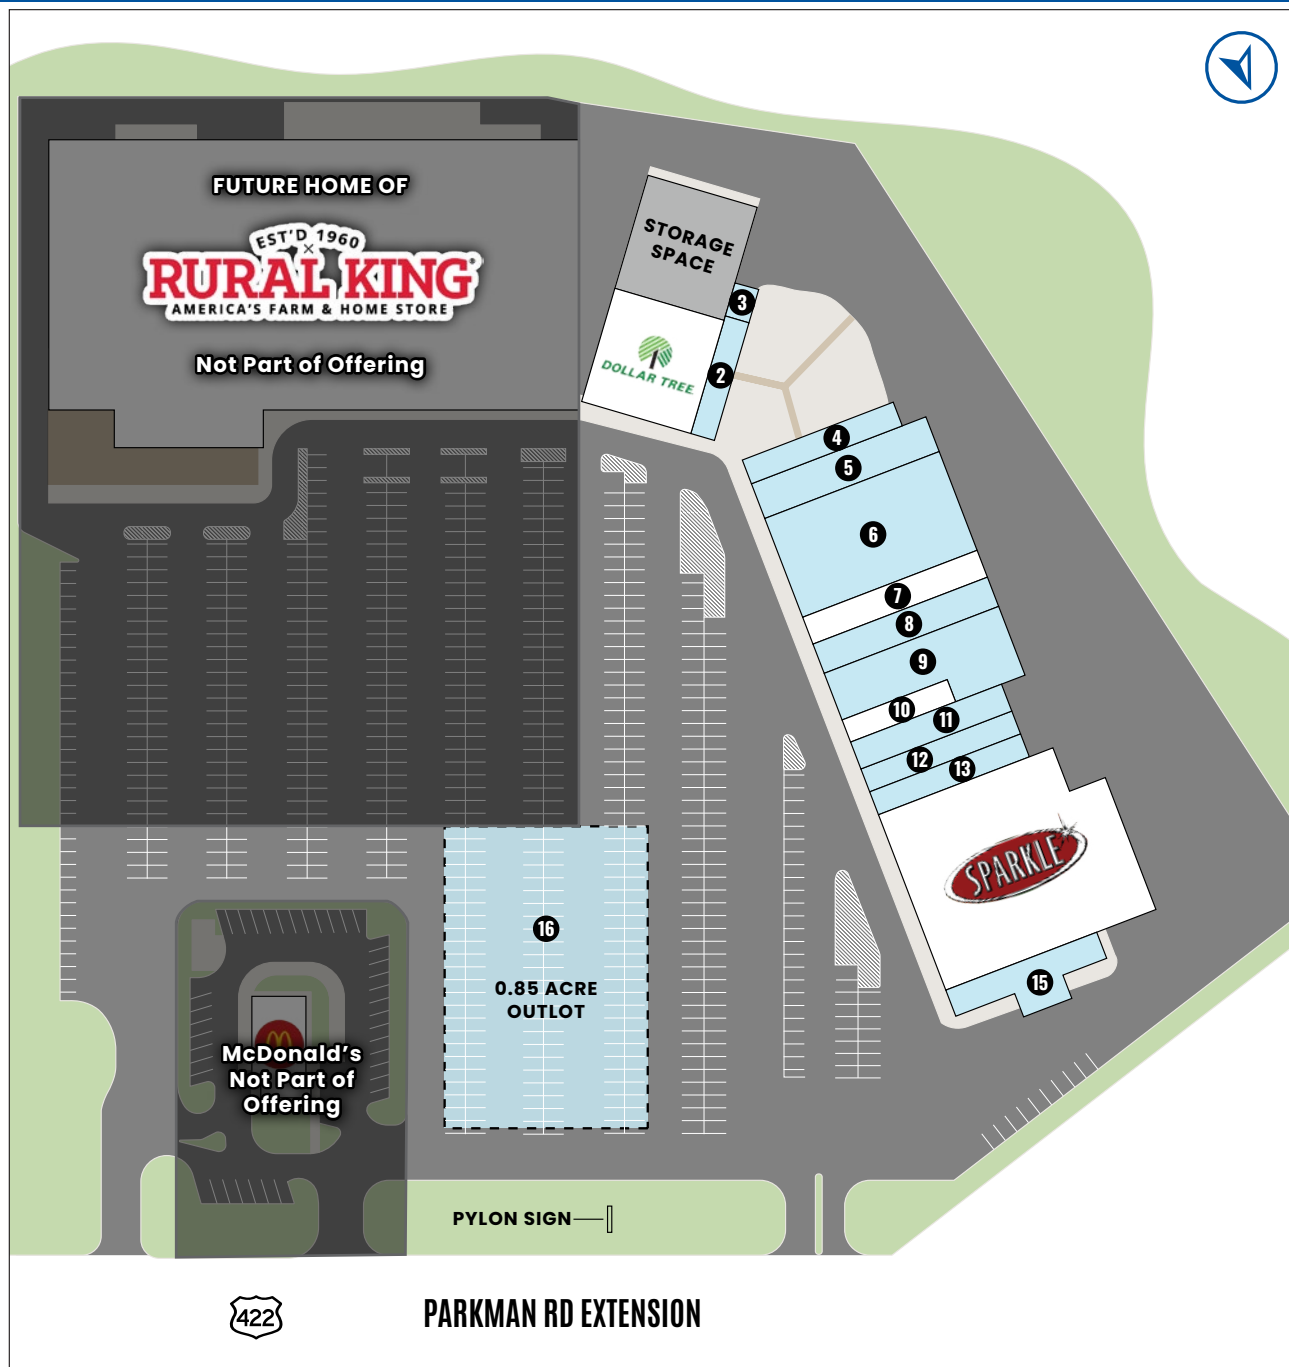 FUTURE HOME OF
EST'D 1960
RURAL KING
AMERICA'S FARM & HOME STORE
Not Part of Offering
STORAGE
SPACE
DOLLAR TREE
3
2
4
5
6
7
8
9
10
11
12
13
SPARKLE
15
16
0.85 ACRE
OUTLOT
McDonald's
Not Part of
Offering
PYLON SIGN
422
PARKMAN RD EXTENSION